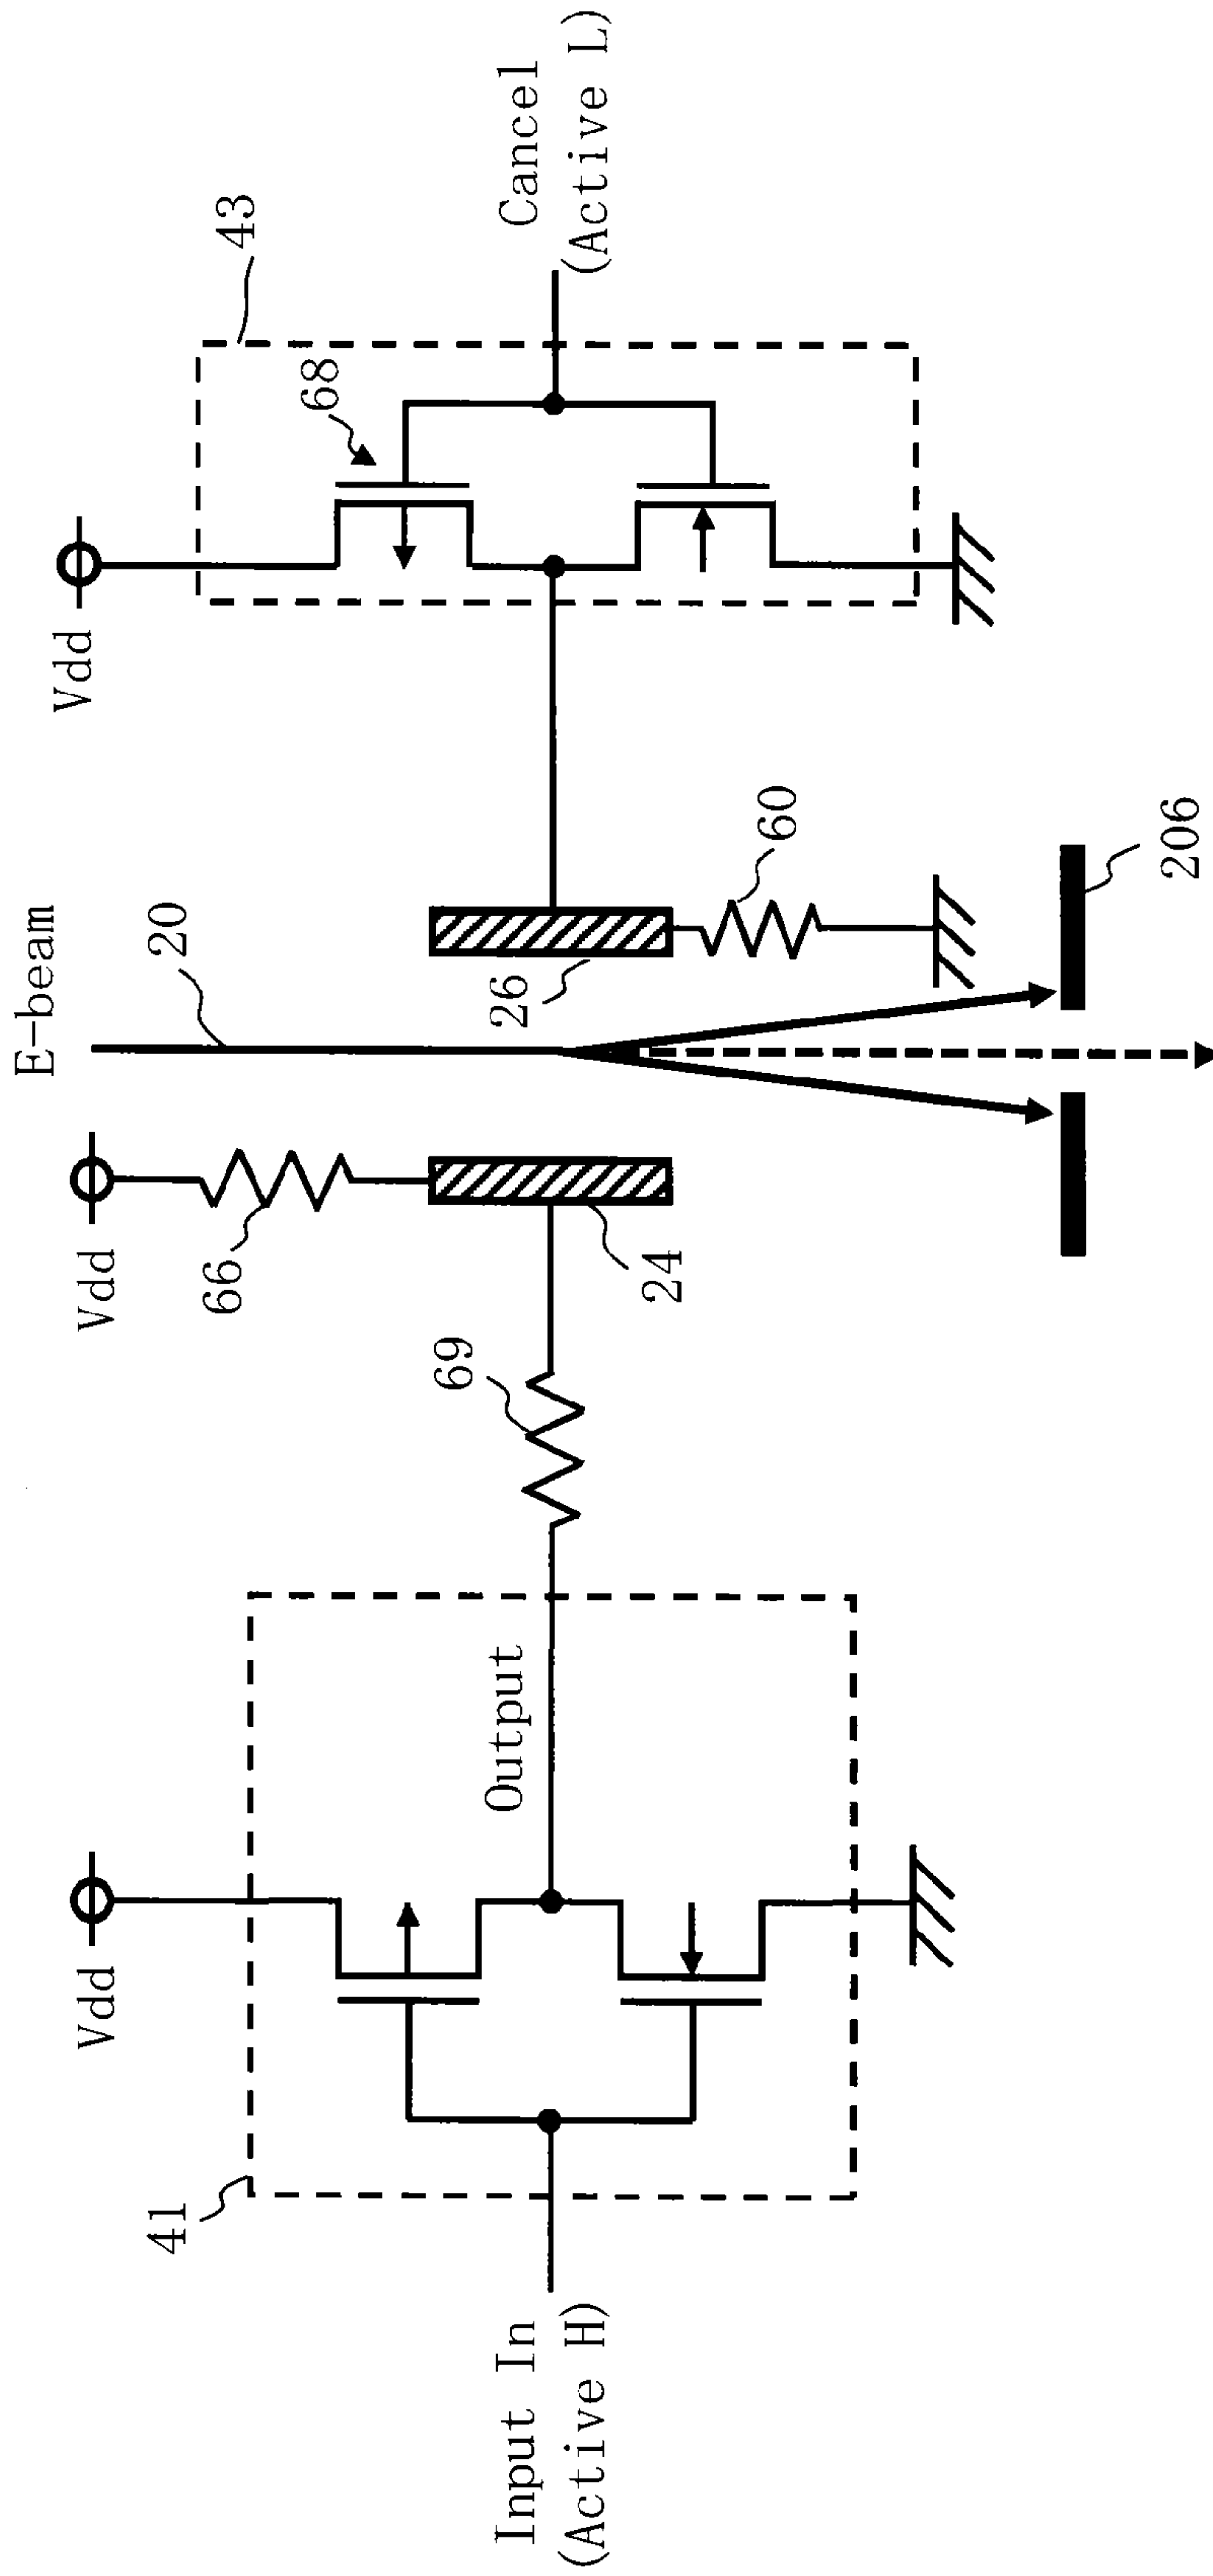 E-beam
Vdd
Vdd
Vdd
20
43
41
66
68
69
Output
26
24
60
Input In
(Active H)
Cancel
(Active L)
206